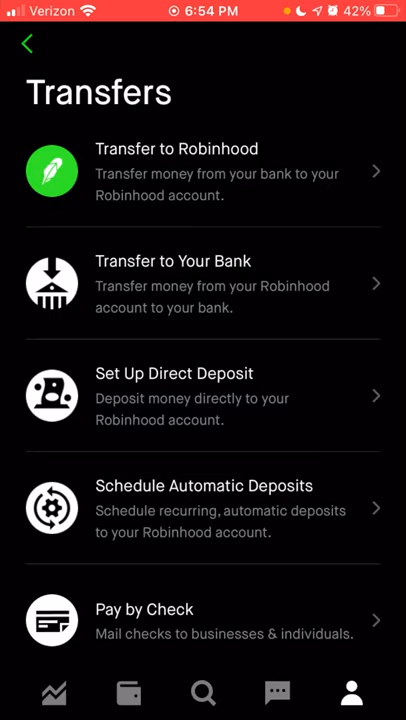 Verizon 6:54 PM 42%
Transfers
Transfer to Robinhood
Transfer money from your bank to your
Robinhood account.
Transfer to Your Bank
Transfer money from your Robinhood
account to your bank.
Set Up Direct Deposit
Deposit money directly to your
Robinhood account.
Schedule Automatic Deposits
Schedule recurring, automatic deposits
to your Robinhood account.
Pay by Check
Mail checks to businesses & individuals.